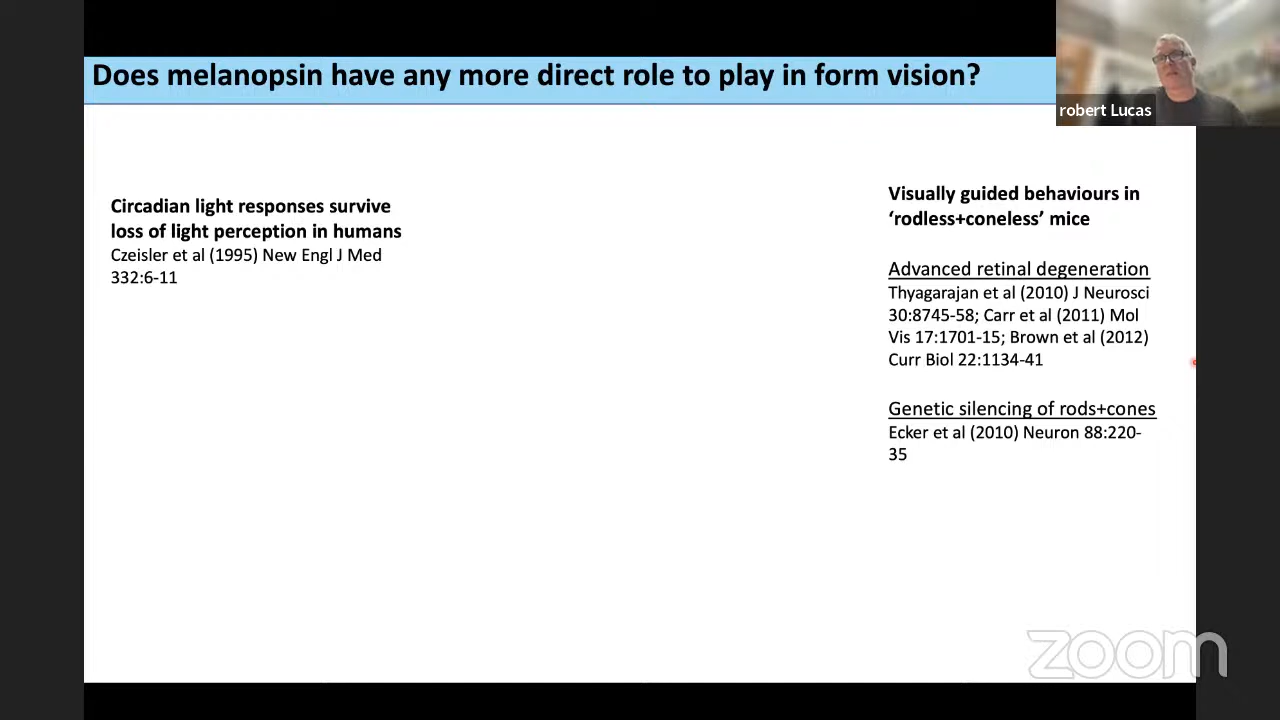 Does melanopsin have any more direct role to play in form vision?
robert Lucas
Circadian light responses survive
loss of light perception in humans
Czeisler et al (1995) New Engl J Med
332:6-11
Visually guided behaviours in
‘rodless+coneless’ mice
Advanced retinal degeneration
Thyagarajan et al (2010) J Neurosci
30:8745-58; Carr et al (2011) Mol
Vis 17:1701-15; Brown et al (2012)
Curr Biol 22:1134-41
Genetic silencing of rods+cones
Ecker et al (2010) Neuron 88:220-
35
zoom